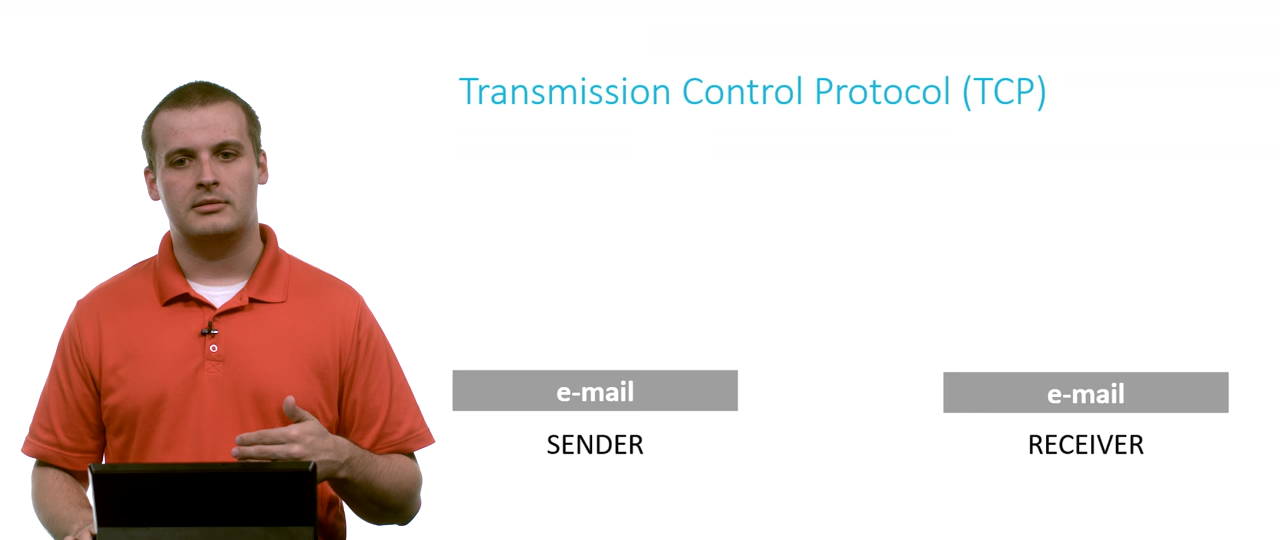 Transmission Control Protocol (TCP)
e-mail
e-mail
SENDER
RECEIVER